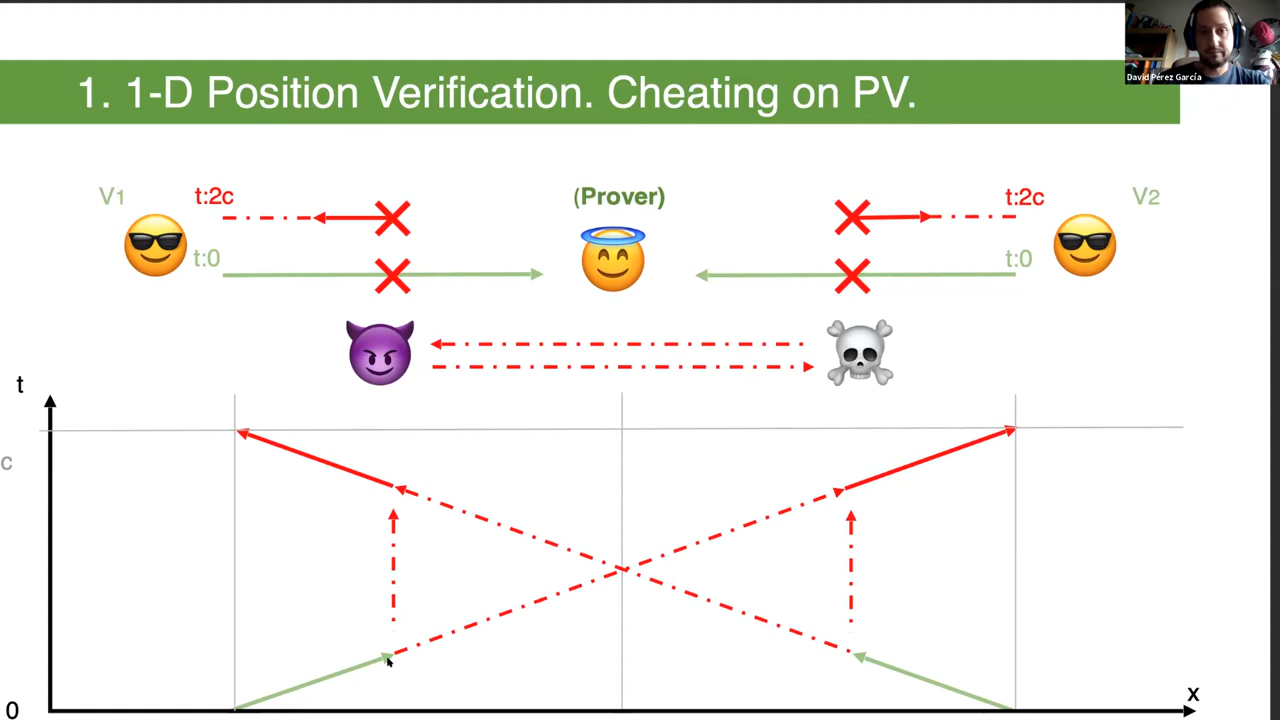 David Pérez García
1. 1-D Position Verification. Cheating on PV.
V1
t:2c
(Prover)
t:2c
V2
t:0
t:0
t
c
0
x